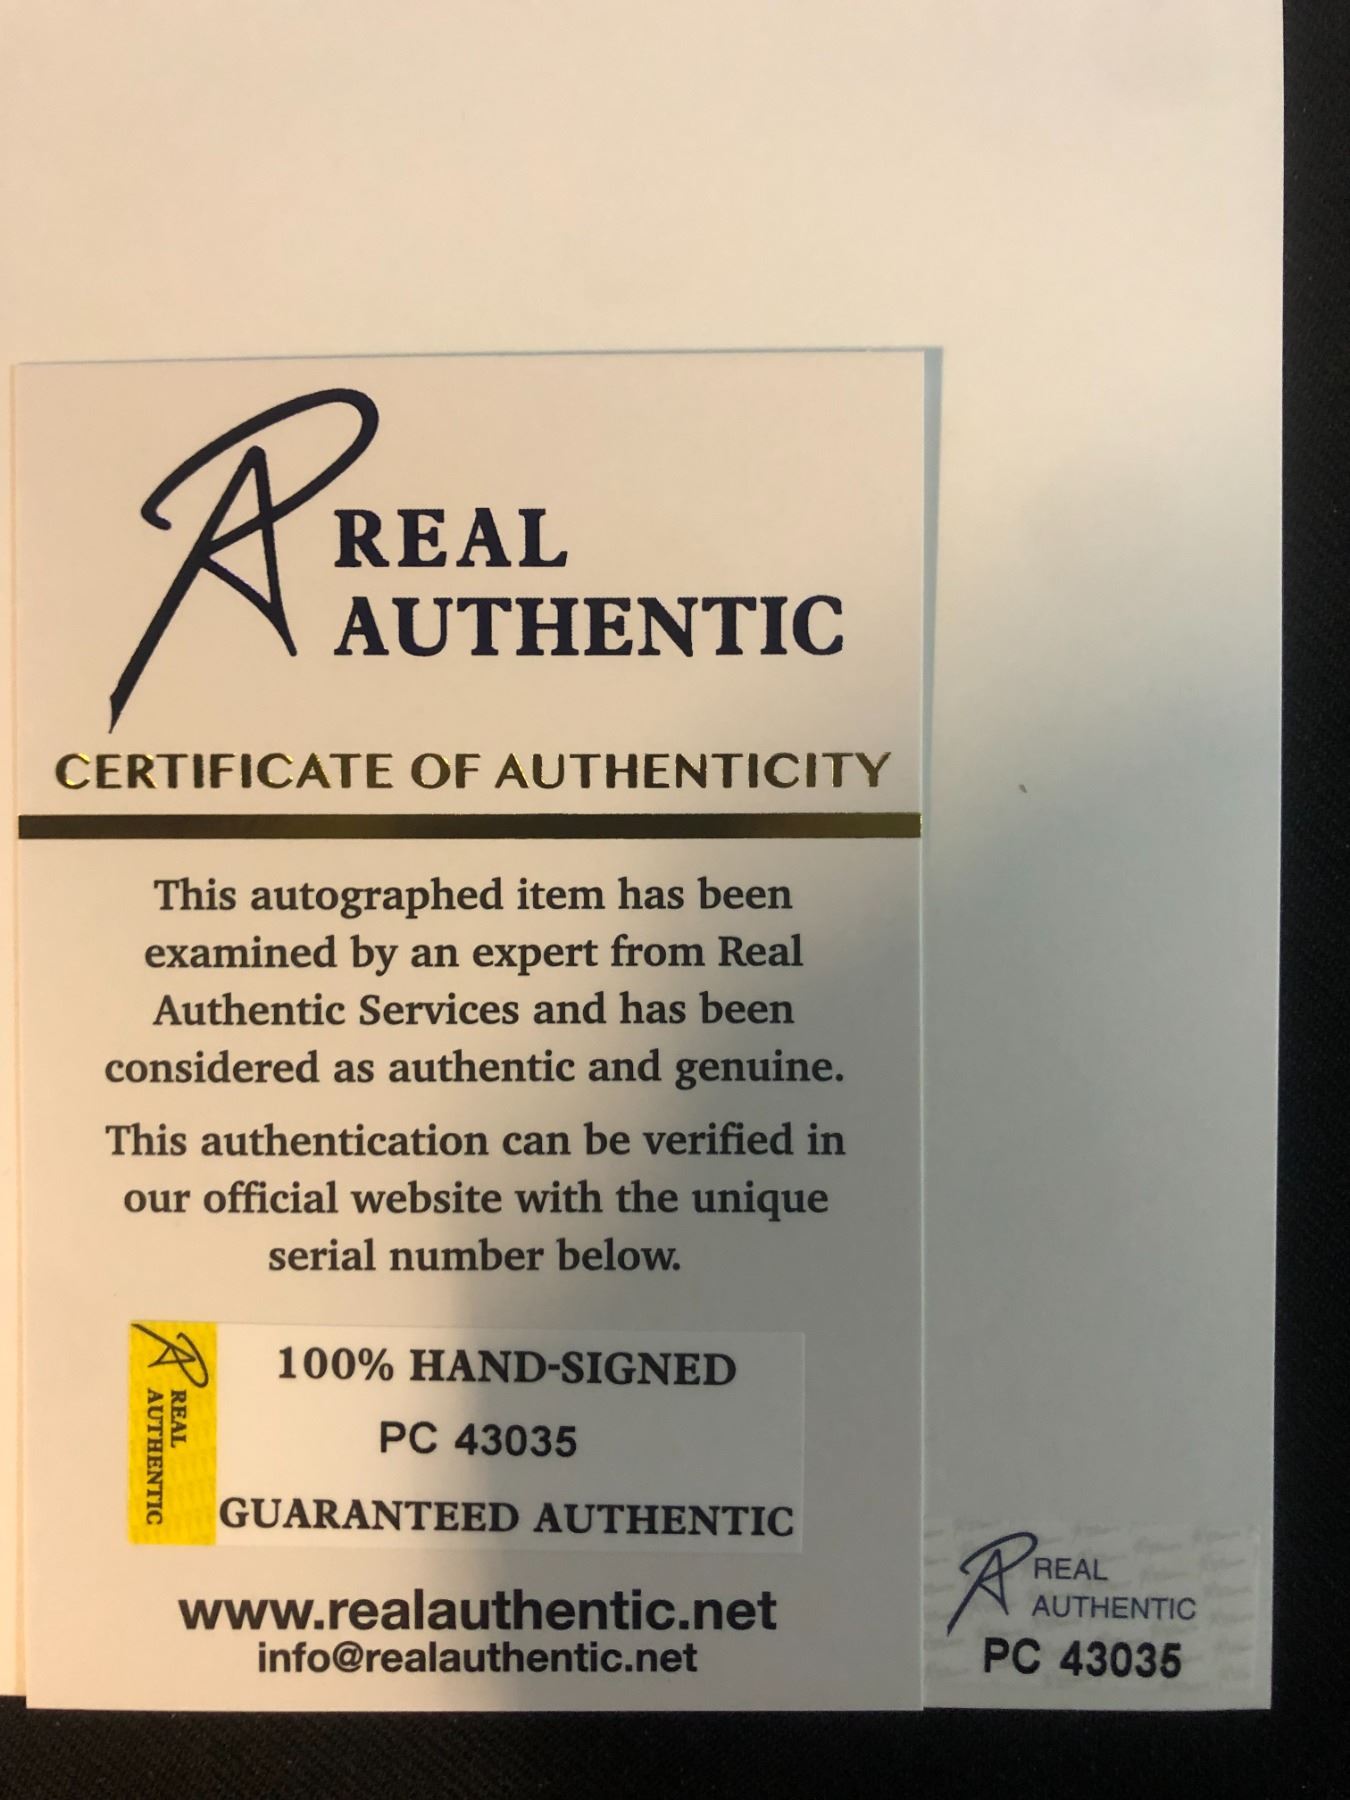 REAL
AUTHENTIC
CERTIFICATE OF AUTHENTICITY
This autographed item has been
examined by an expert from Real
Authentic Services and has been
considered as authentic and genuine.
This authentication can be verified in
our official website with the unique
serial number below.
REAL
AUTHENTIC
100% HAND-SIGNED
PC 43035
GUARANTEED AUTHENTIC
www.realauthentic.net
info@realauthentic.net
REAL
AUTHENTIC
PC 43035